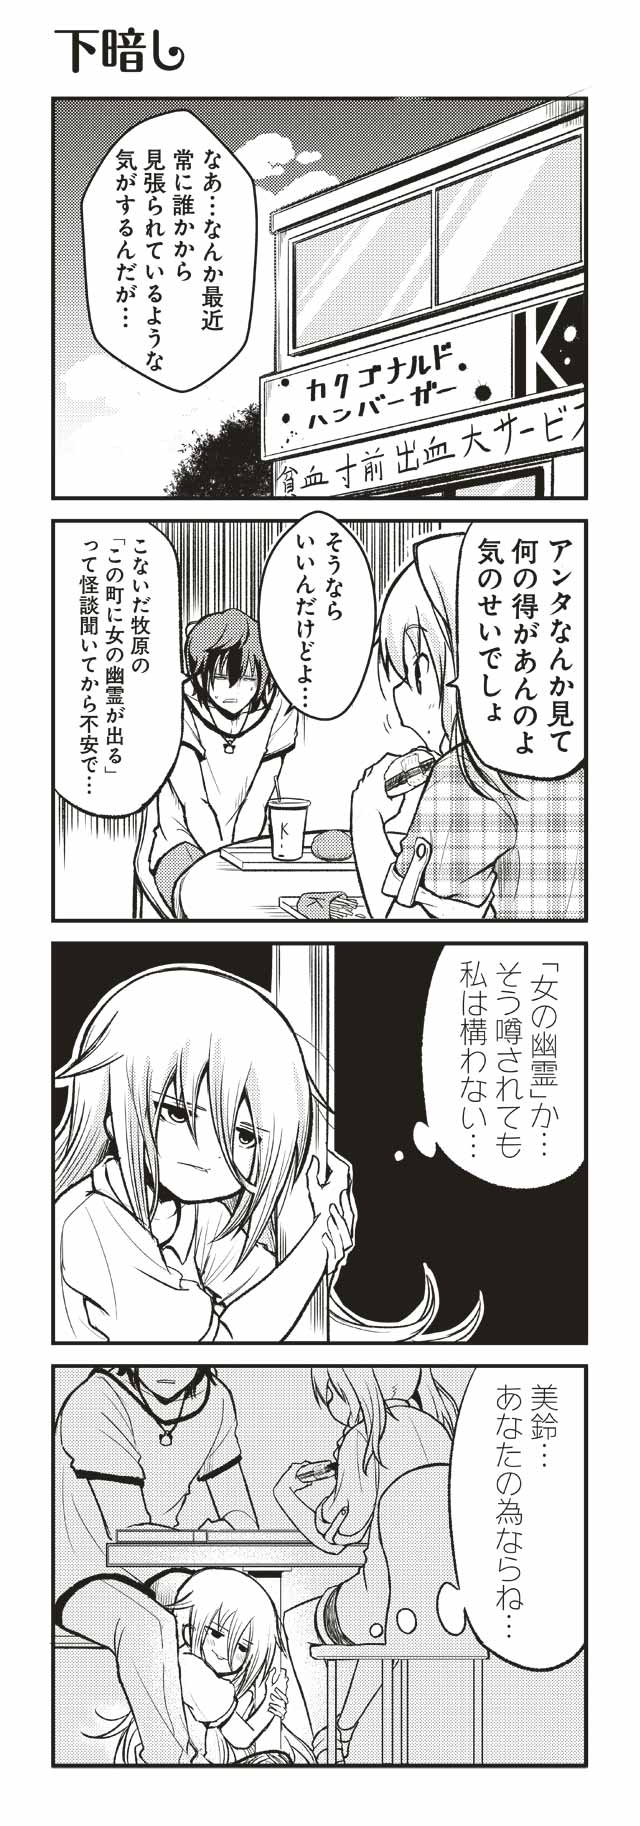 下暗し
なあ…なんか最近
常に誰かから
見張られているような
気がするんだが…
K
カクゴナルド
ハンバーガー
貧血寸前出血大サービス
アンタなんか見て
何の得があんのよ
気のせいでしょ
そうなら
いいんだけどよ…
こないだ牧原の
「この町に女の幽霊が出る」
って怪談聞いてから不安で…
K
「女の幽霊」か…
そう噂されても
私は構わない…
美鈴…
あなたの為ならね…